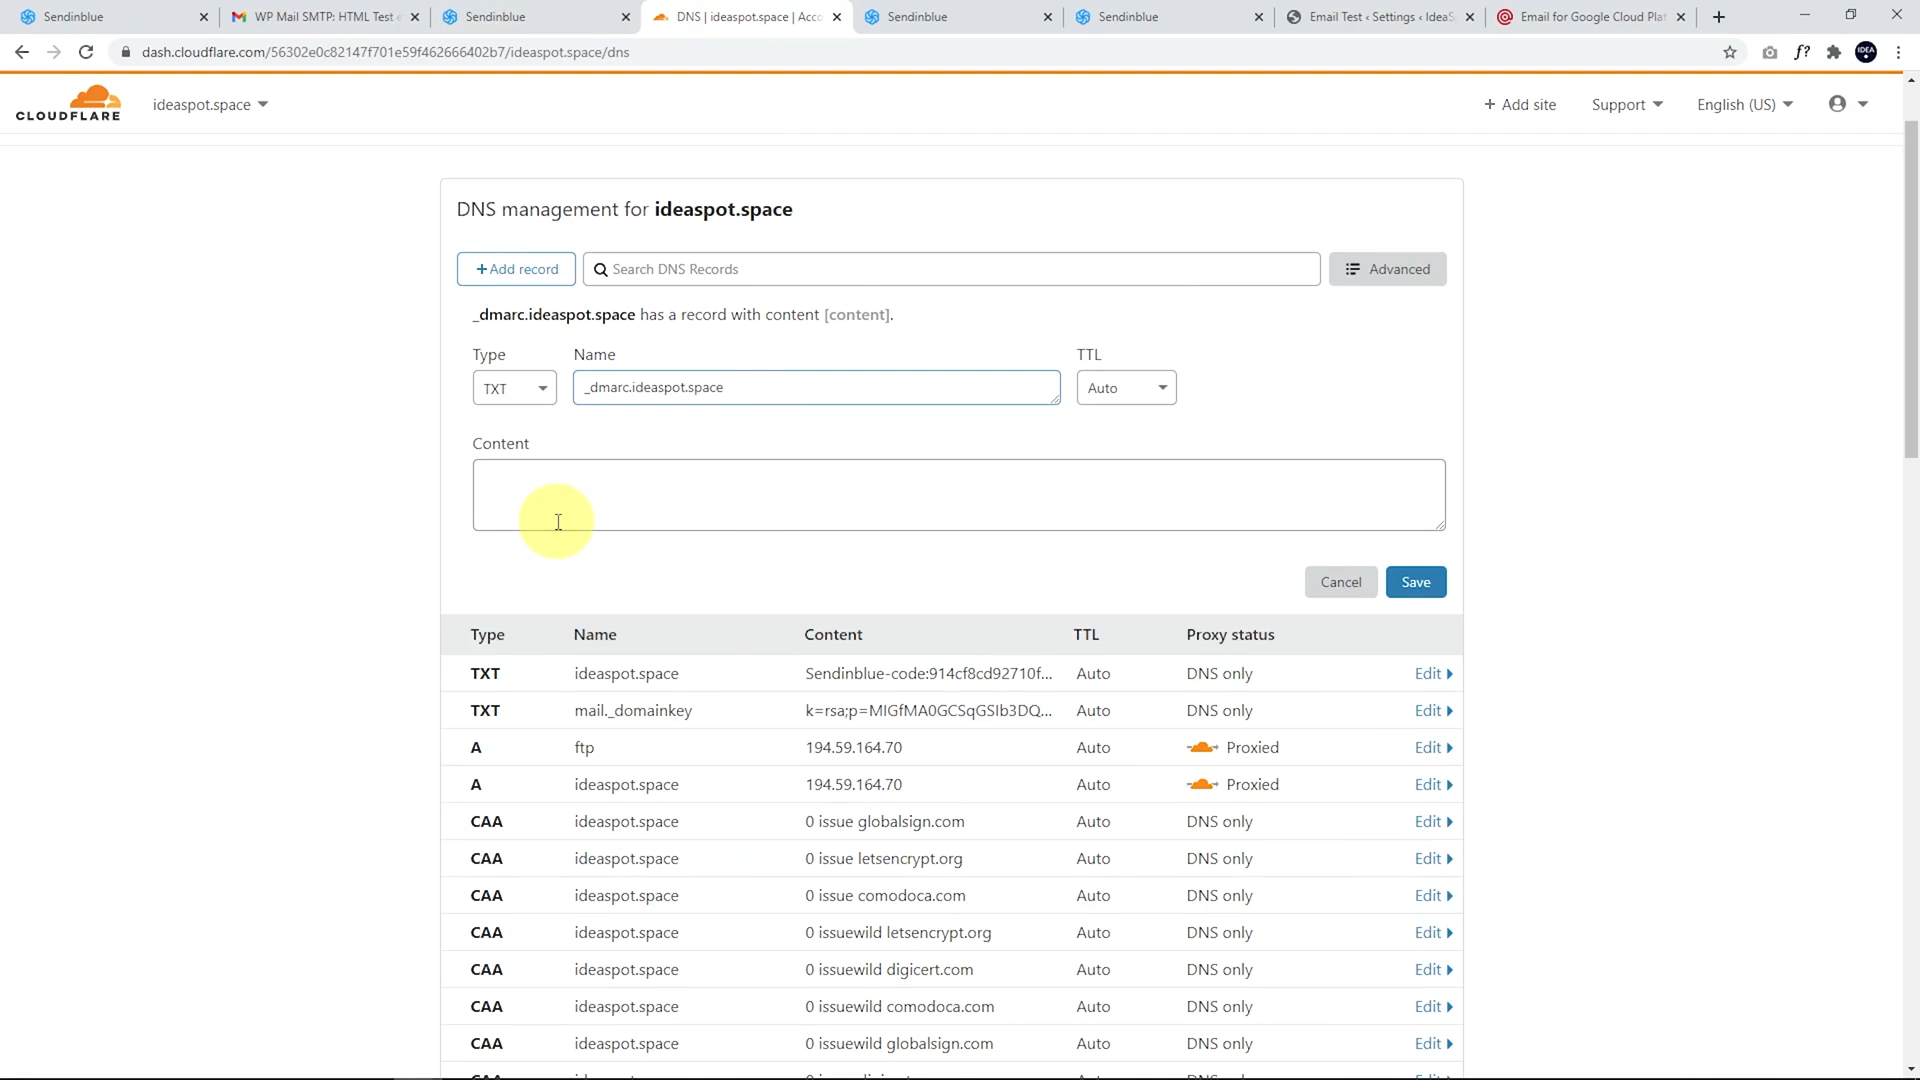 Sendinblue
WP Mail SMTP: HTML Test e
Sendinblue
DNS | ideaspot.space | Acco
Sendinblue
Sendinblue
Email Test ‹ Settings ‹ IdeaS
Email for Google Cloud Plat
dash.cloudflare.com/56302e0c82147f701e59f462666402b7/ideaspot.space/dns
f?
IDEA
CLOUDFLARE
ideaspot.space
+ Add site
Support
English (US)
DNS management for ideaspot.space
+Add record
Search DNS Records
Advanced
_dmarc.ideaspot.space has a record with content [content].
Type
Name
TTL
TXT
_dmarc.ideaspot.space
Auto
Content
Cancel
Save
Type Name Content TTL Proxy status
TXT ideaspot.space Sendinblue-code:914cf8cd92710f... Auto DNS only Edit
TXT mail._domainkey k=rsa;p=MIGfMA0GCSqGSIb3DQ... Auto DNS only Edit
A ftp 194.59.164.70 Auto Proxied Edit
A ideaspot.space 194.59.164.70 Auto Proxied Edit
CAA ideaspot.space 0 issue globalsign.com Auto DNS only Edit
CAA ideaspot.space 0 issue letsencrypt.org Auto DNS only Edit
CAA ideaspot.space 0 issue comodoca.com Auto DNS only Edit
CAA ideaspot.space 0 issuewild letsencrypt.org Auto DNS only Edit
CAA ideaspot.space 0 issuewild digicert.com Auto DNS only Edit
CAA ideaspot.space 0 issuewild comodoca.com Auto DNS only Edit
CAA ideaspot.space 0 issuewild globalsign.com Auto DNS only Edit